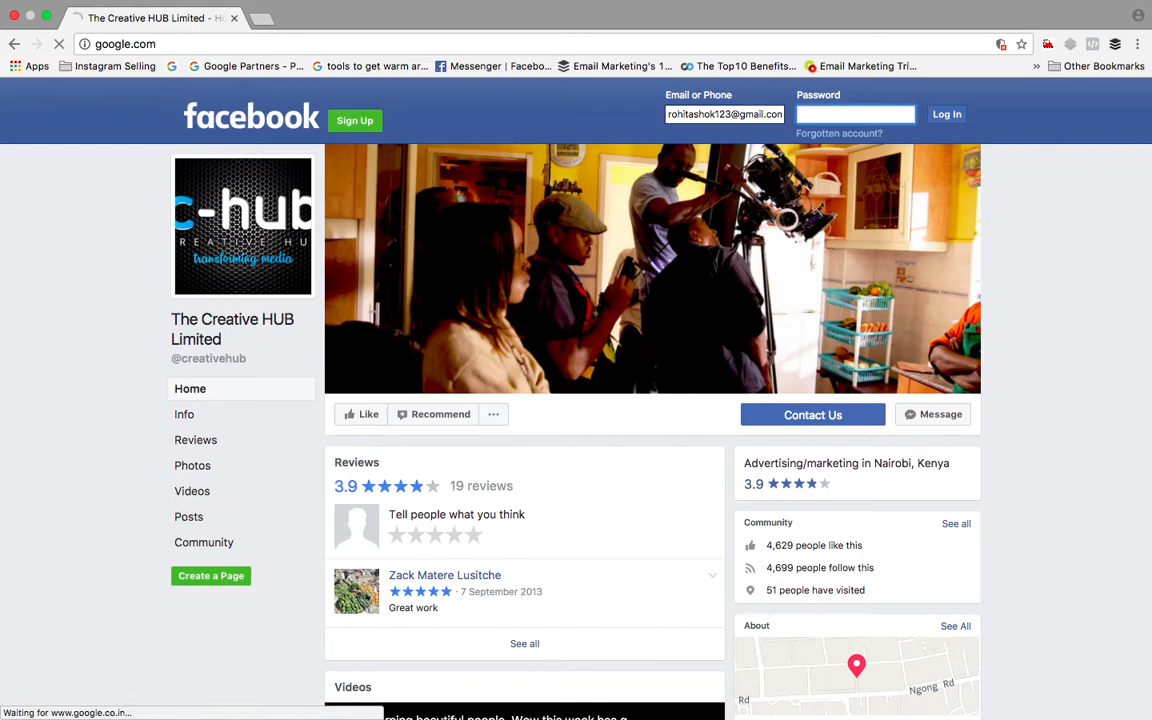 The Creative HUB Limited - Ho
google.com
Apps
Instagram Selling
Google Partners - P...
tools to get warm ar...
Messenger | Facebo...
Email Marketing's 1...
The Top10 Benefits...
Email Marketing Tri...
»
Other Bookmarks
facebook
Sign Up
Email or Phone
Password
rohitashok123@gmail.con
Log In
Forgotten account?
c-hub
REATIVE HU
transforming media
The Creative HUB
Limited
@creativehub
Home
Info
Reviews
Photos
Videos
Posts
Community
Create a Page
Like
Recommend
...
Contact Us
Message
Reviews
3.9 19 reviews
Tell people what you think
Zack Matere Lusitche
· 7 September 2013
Great work
See all
Videos
Advertising/marketing in Nairobi, Kenya
3.9
Community
See all
4,629 people like this
4,699 people follow this
51 people have visited
About
See All
Ngong Rd
Rd
Waiting for www.google.co.in...